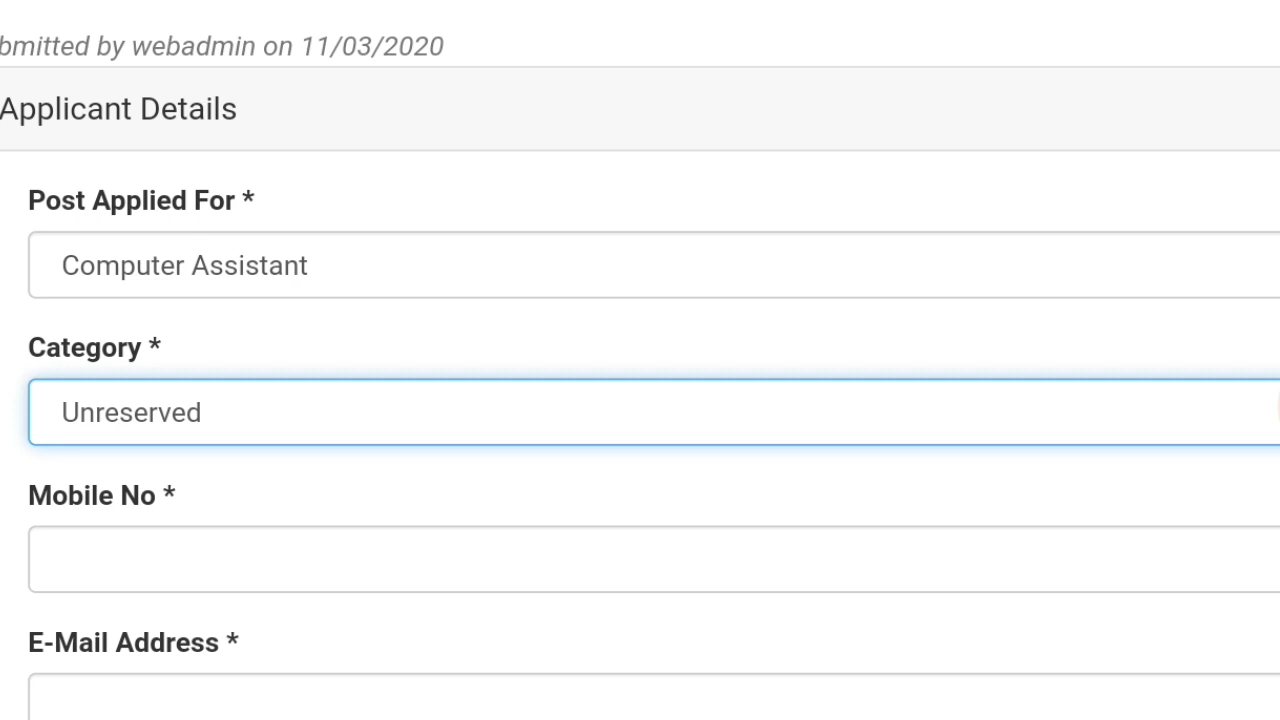 bmitted by webadmin on 11/03/2020
Applicant Details
Post Applied For *
Computer Assistant
Category *
Unreserved
Mobile No *
E-Mail Address *